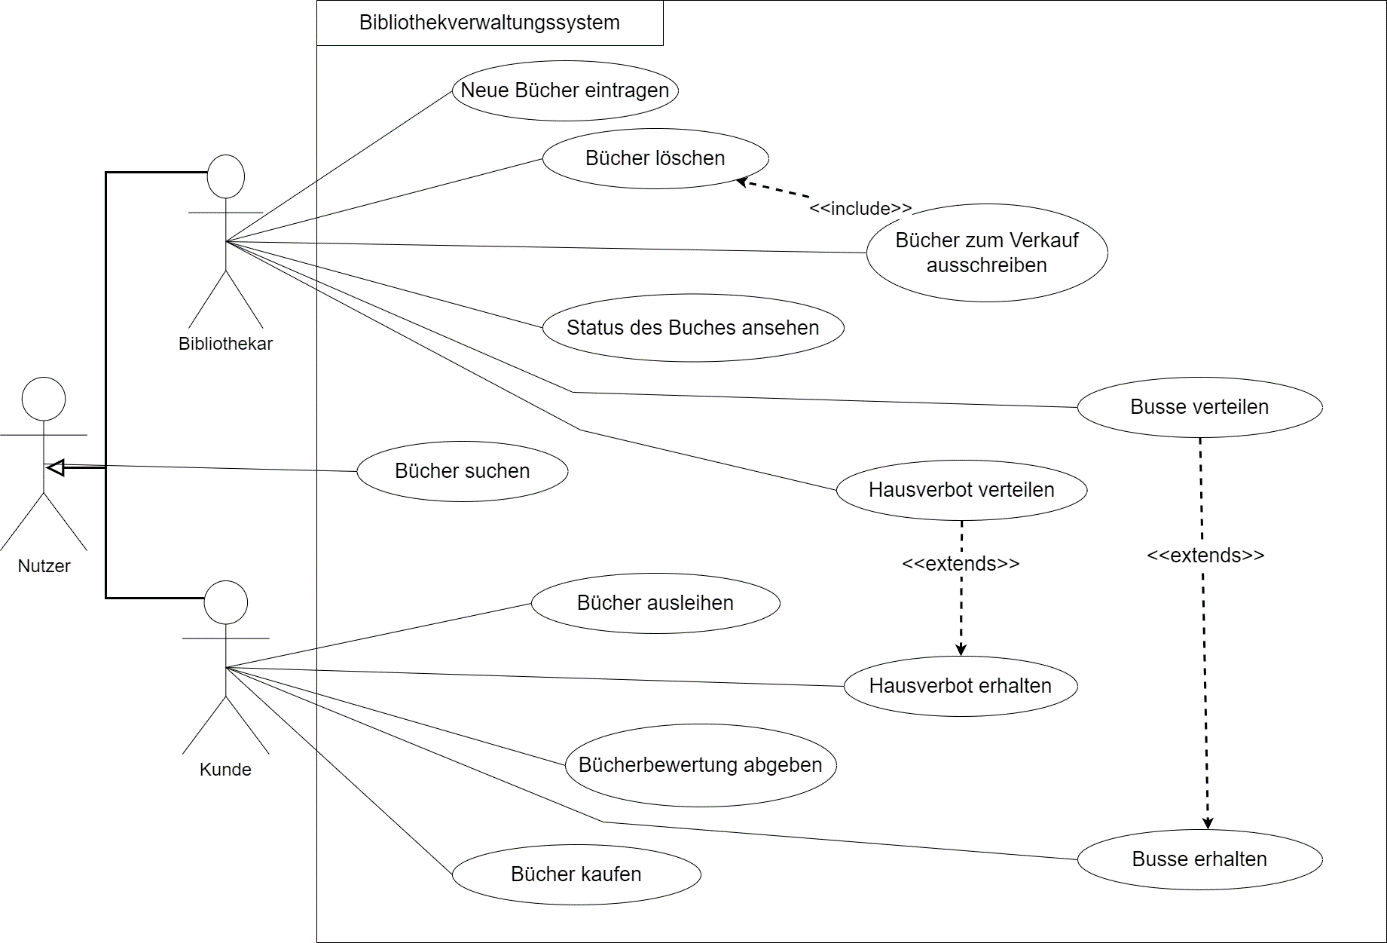 Bibliothekverwaltungssystem
Neue Bücher eintragen
Bücher löschen
<<include>>
Bücher zum Verkauf
ausschreiben
Status des Buches ansehen
Bibliothekar
Busse verteilen
Bücher suchen
Hausverbot verteilen
<<extends>>
<<extends>>
Nutzer
Bücher ausleihen
Hausverbot erhalten
Bücherbewertung abgeben
Kunde
Busse erhalten
Bücher kaufen